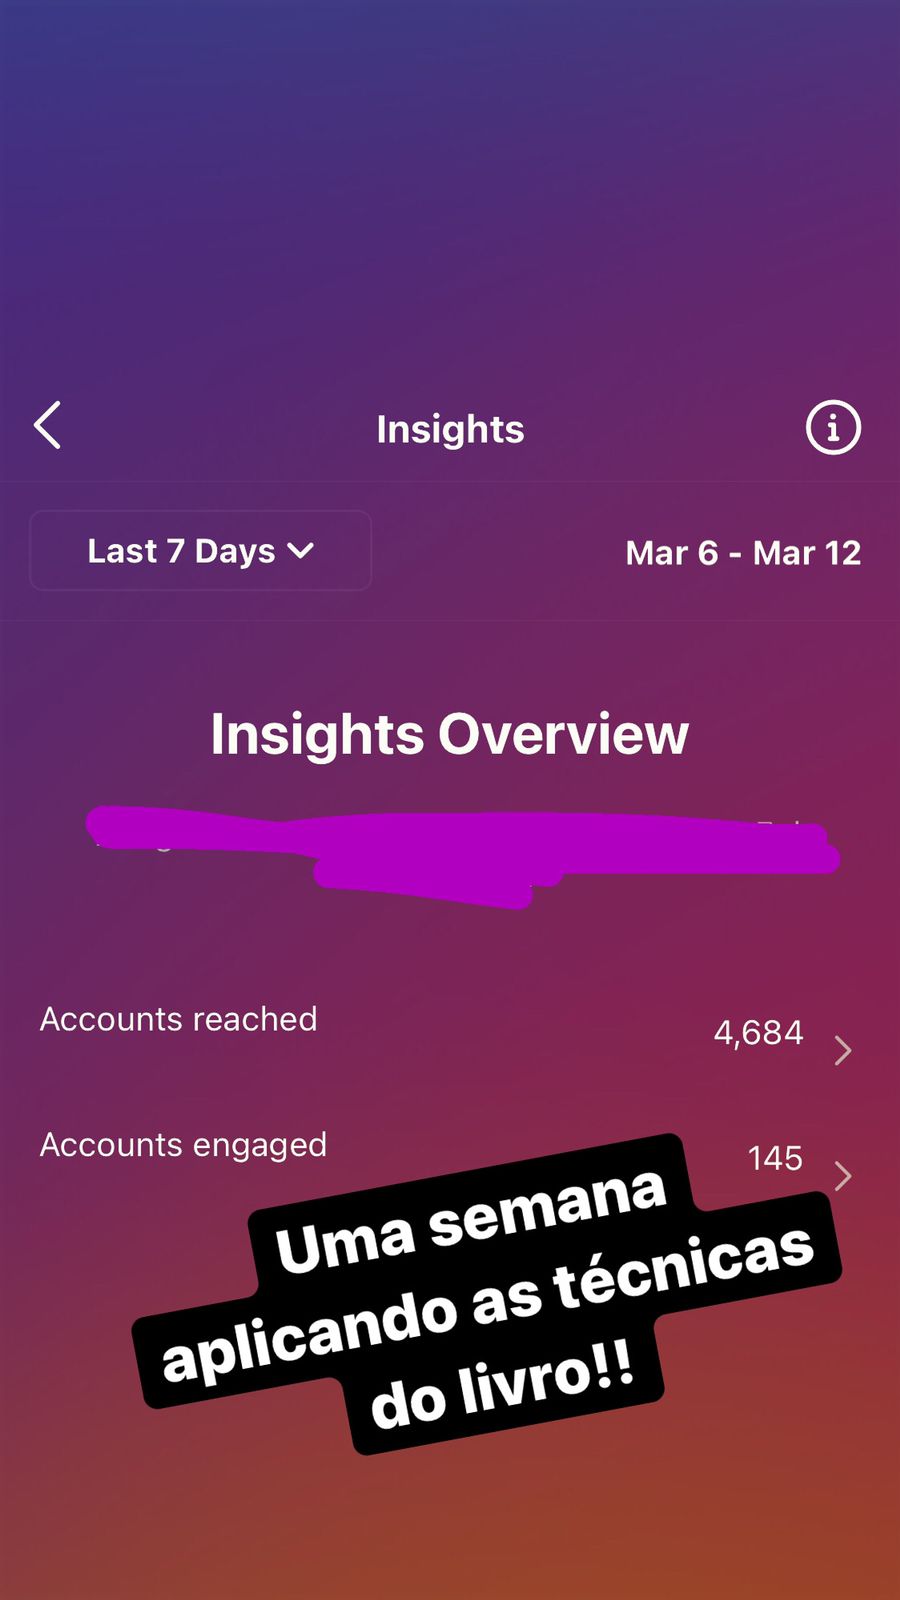 Insights
Last 7 Days
Mar 6 - Mar 12
Insights Overview
Accounts reached
4,684
Accounts engaged
145
Uma semana
aplicando as técnicas
do livro!!